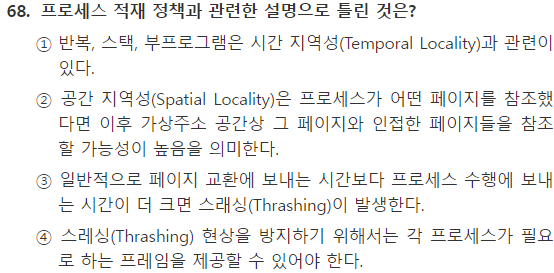 68. 프로세스 적재 정책과 관련한 설명으로 틀린 것은?
① 반복, 스택, 부프로그램은 시간 지역성(Temporal Locality)과 관련이
있다.
② 공간 지역성(Spatial Locality)은 프로세스가 어떤 페이지를 참조했
다면 이후 가상주소 공간상 그 페이지와 인접한 페이지들을 참조
할 가능성이 높음을 의미한다.
③ 일반적으로 페이지 교환에 보내는 시간보다 프로세스 수행에 보내
는 시간이 더 크면 스래싱(Thrashing)이 발생한다.
④ 스레싱(Thrashing) 현상을 방지하기 위해서는 각 프로세스가 필요
로 하는 프레임을 제공할 수 있어야 한다.